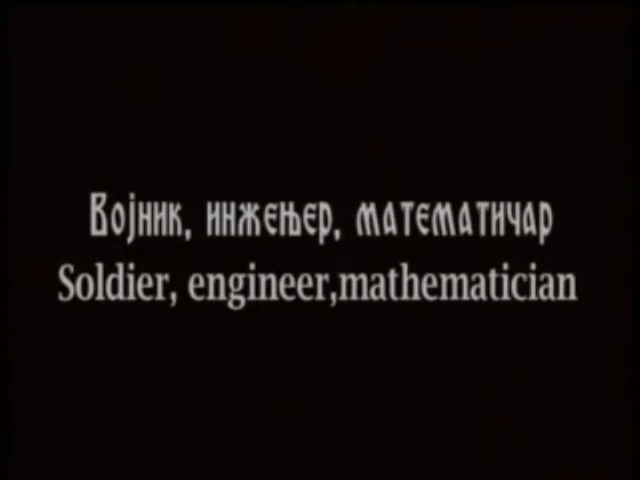 Војник, инжењер, математичар
Soldier, engineer,mathematician